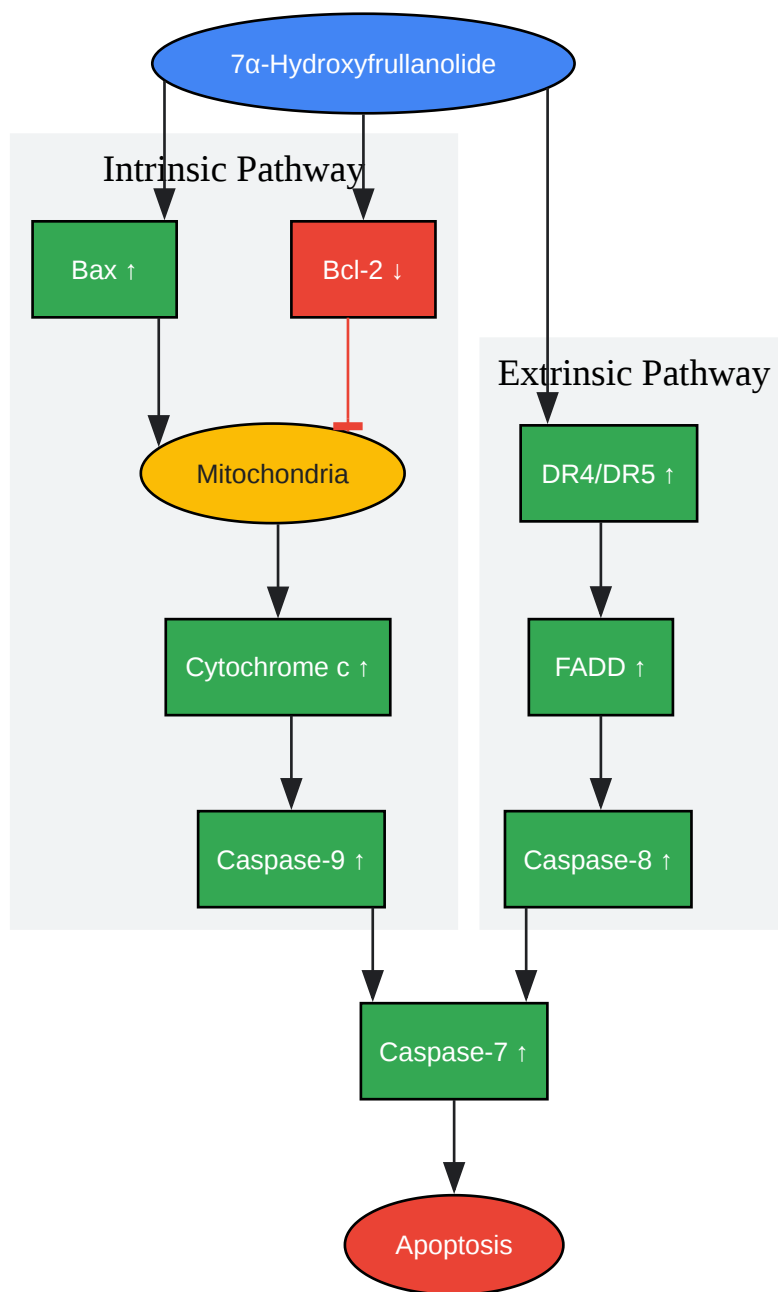 7α-Hydroxyfrullanolide
Intrinsic Pathway
Bax ↑
Bcl-2 ↓
Extrinsic Pathway
Mitochondria
DR4/DR5 ↑
Cytochrome c ↑
FADD ↑
Caspase-9 ↑
Caspase-8 ↑
Caspase-7 ↑
Apoptosis